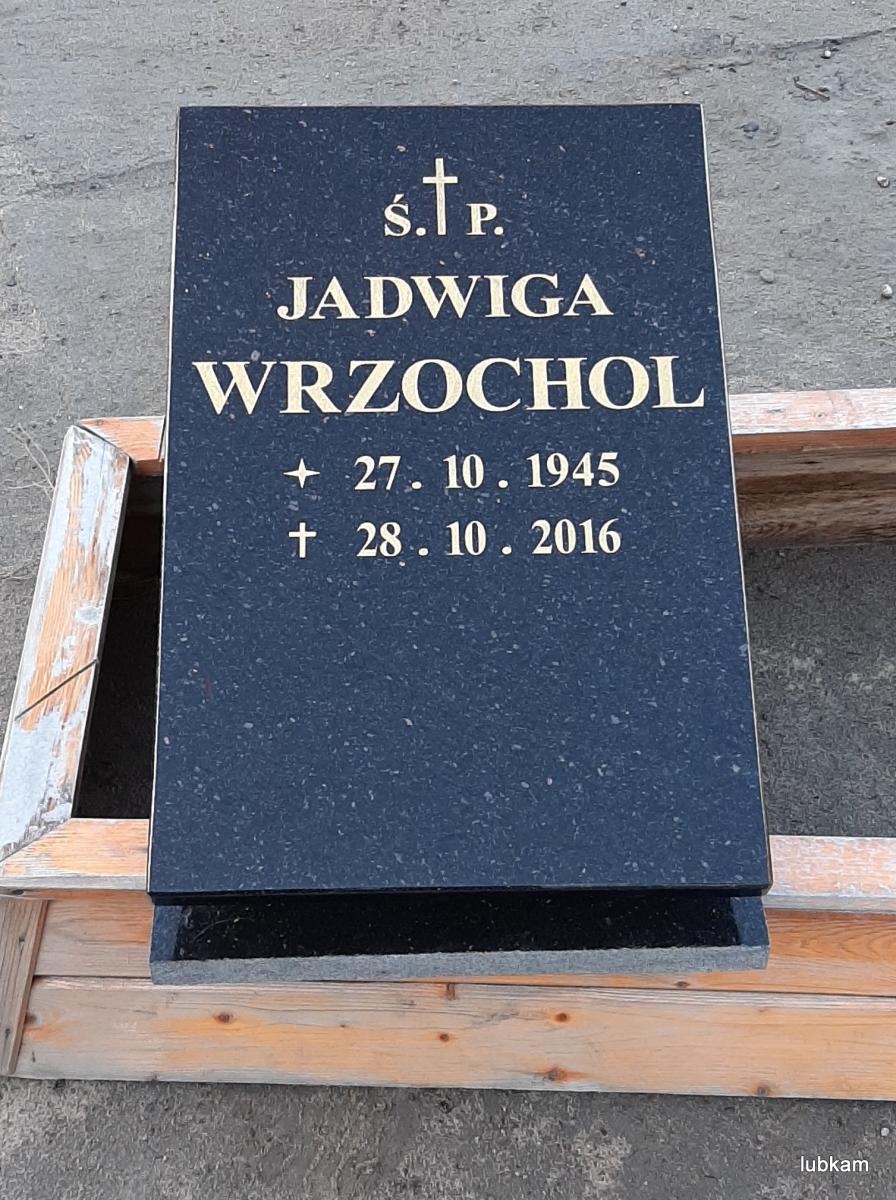 Ś. P.
JADWIGA
WRZOCHOL
27 . 10 . 1945
28 . 10 . 2016
lubkam